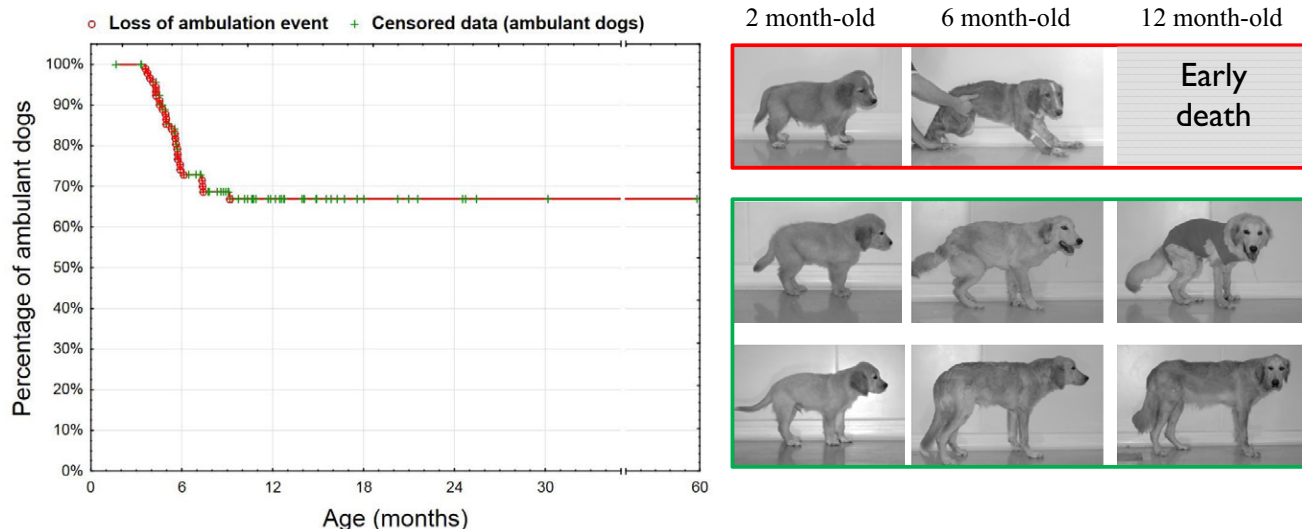 Loss of ambulation event
Censored data (ambulant dogs)
Percentage of ambulant dogs
100%
90%
80%
70%
60%
50%
40%
30%
20%
10%
0%
0 6 12 18 24 30 60
Age (months)
2 month-old 6 month-old 12 month-old
Early
death